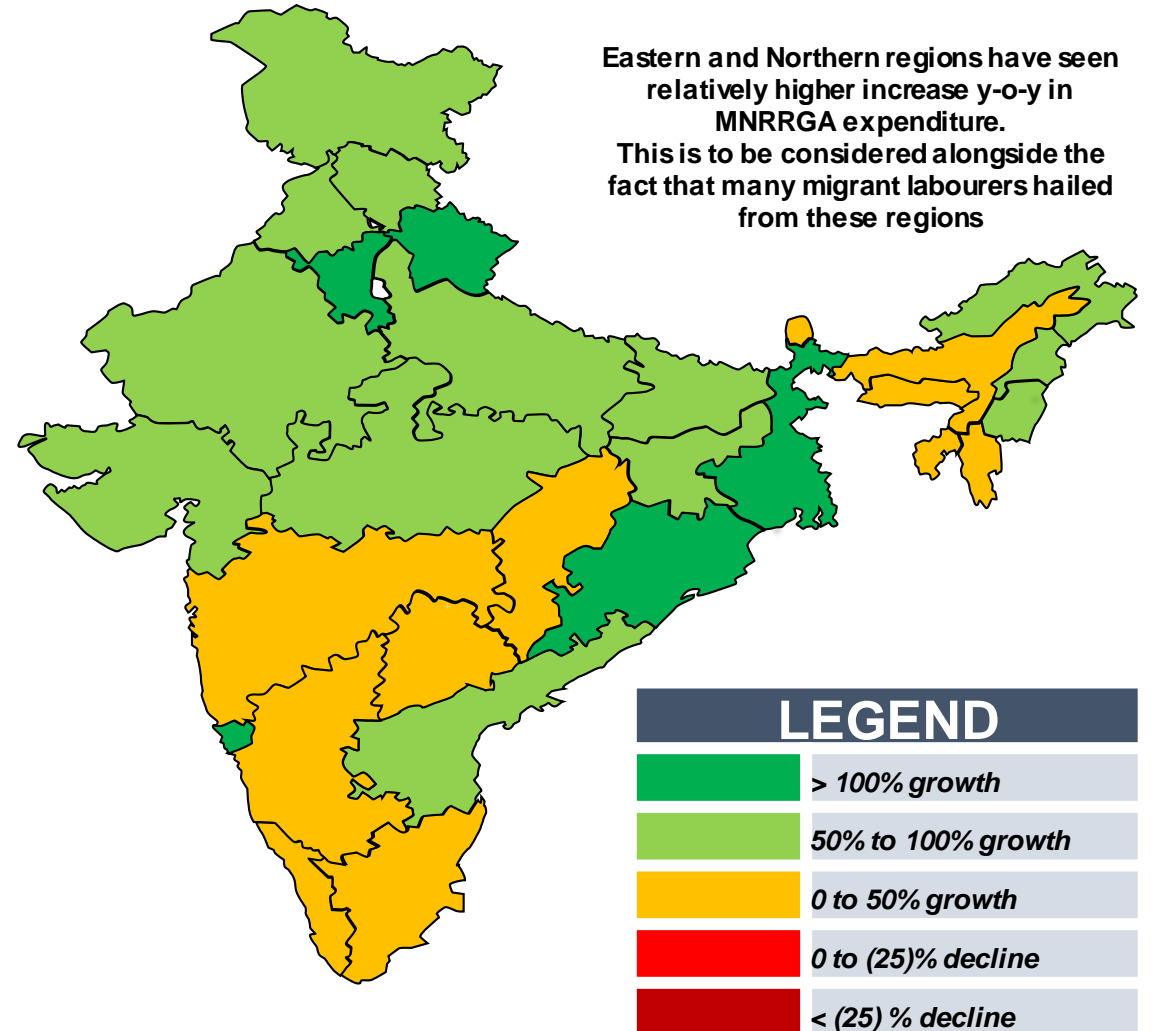 Eastern and Northern regions have seen
relatively higher increase y-o-y in
MNRRGA expenditure.
This is to be considered alongside the
fact that many migrant labourers hailed
from these regions
LEGEND
> 100% growth
50% to 100% growth
0 to 50% growth
0 to (25)% decline
< (25) % decline